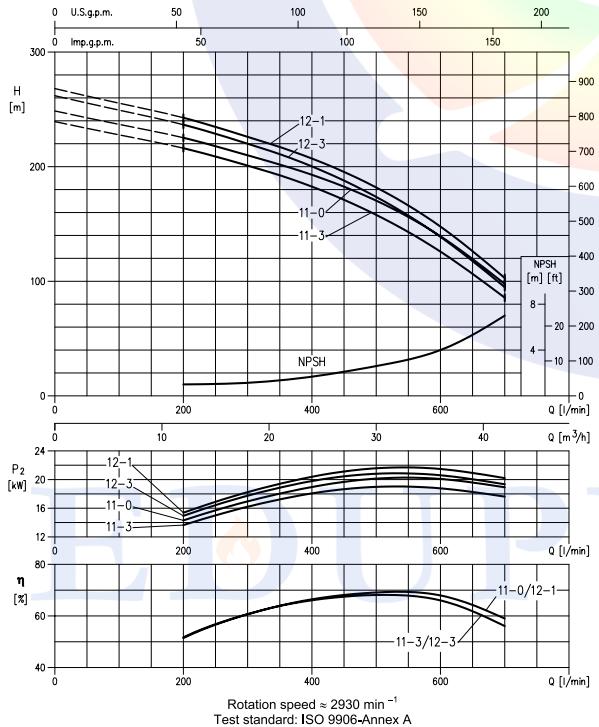 0 U.S.g.p.m. 50 100 150 200
0 Imp.g.p.m. 50 100 150
300
H
[m]
200
100
0
900
800
700
600
500
400
300
200
100
0
12-1
12-3
11-0
11-3
NPSH
[m] [ft]
8
20
4
10
0
NPSH
0 200 400 600 Q [l/min]
0 10 20 30 40 Q [m³/h]
24
P₂
[kW]
20
16
12
12-1
12-3
11-0
11-3
0 200 400 600 Q [l/min]
80
η
[%]
60
40
11-0/12-1
11-3/12-3
0 200 400 600 Q [l/min]
EDUP
Rotation speed ≈ 2930 min ⁻¹
Test standard: ISO 9906-Annex A